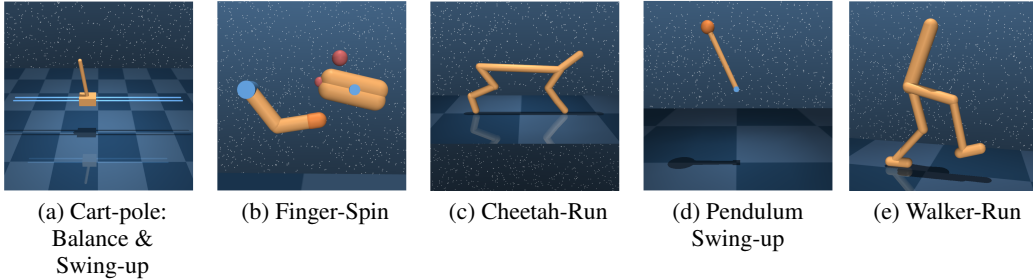 (a) Cart-pole:
Balance &
Swing-up
(b) Finger-Spin
(c) Cheetah-Run
(d) Pendulum
Swing-up
(e) Walker-Run